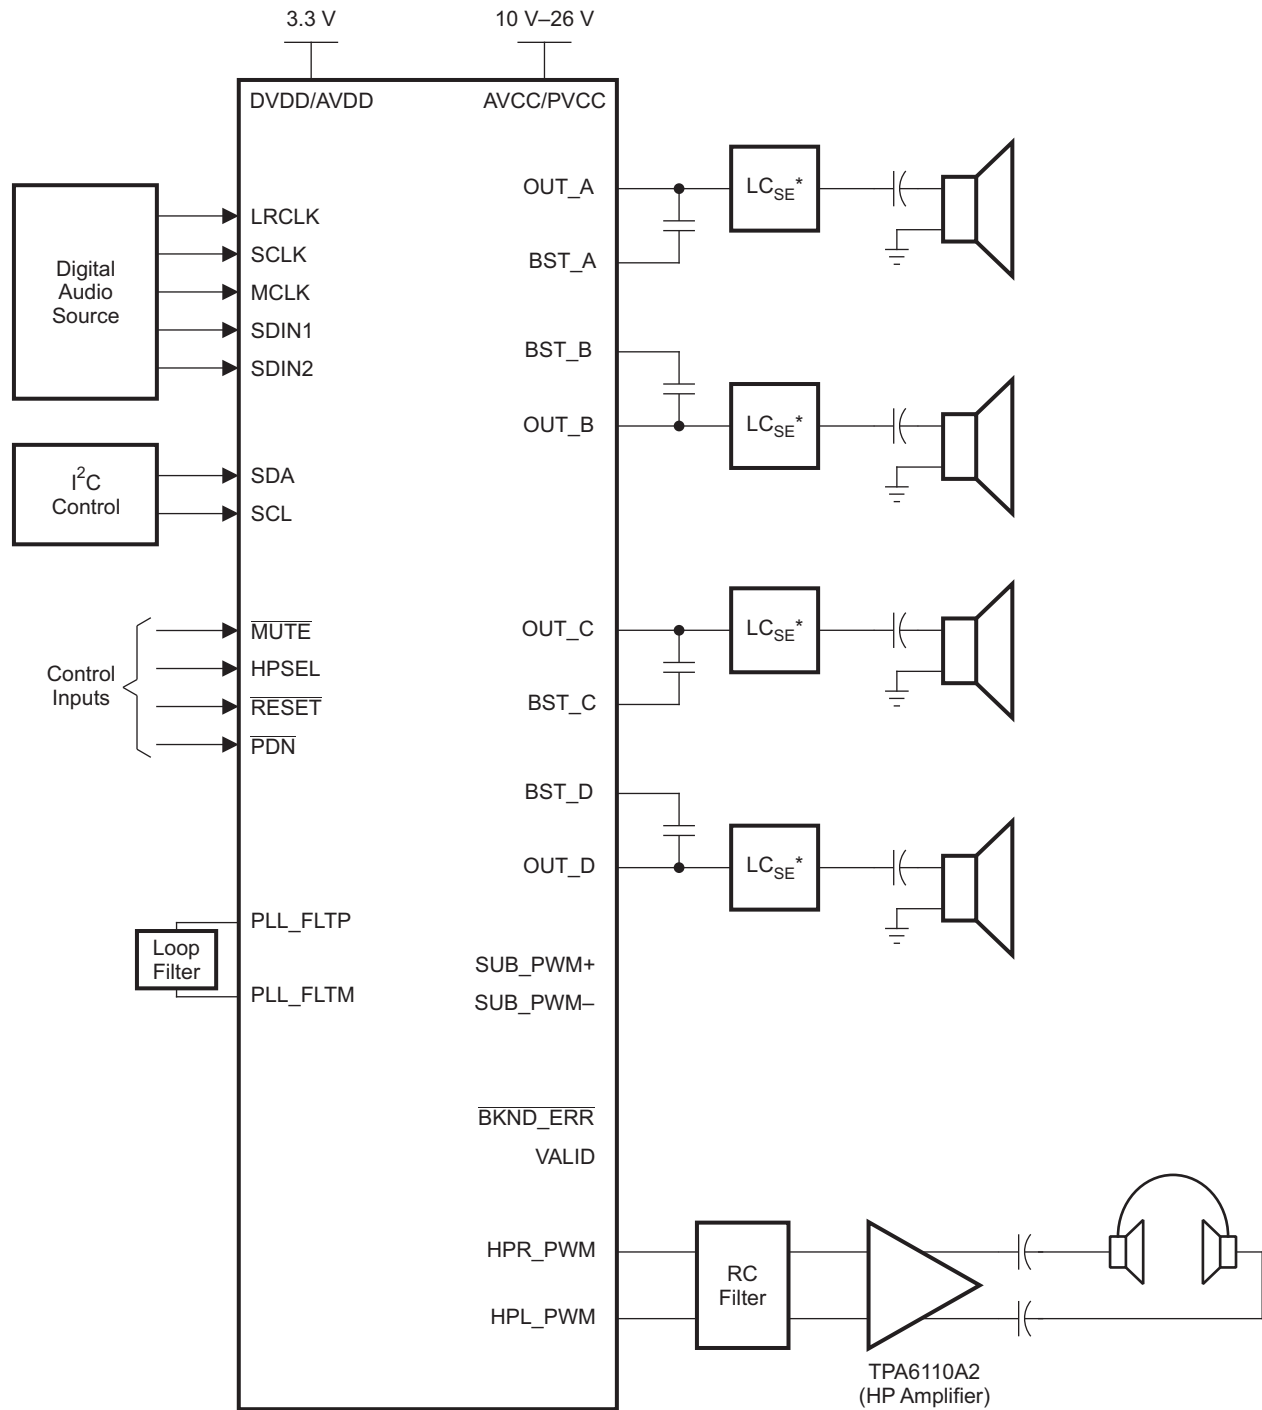 3.3 V
10 V–26 V
DVDD/AVDD
AVCC/PVCC
Digital
Audio
Source
LRCLK
SCLK
MCLK
SDIN1
SDIN2
I2C
Control
SDA
SCL
Control
Inputs
MUTE
HPSEL
RESET
PDN
Loop
Filter
PLL_FLTP
PLL_FLTM
OUT_A
LCSE*
BST_A
BST_B
OUT_B
LCSE*
OUT_C
LCSE*
BST_C
BST_D
OUT_D
LCSE*
SUB_PWM+
SUB_PWM–
BKND_ERR
VALID
HPR_PWM
HPL_PWM
RC
Filter
TPA6110A2
(HP Amplifier)